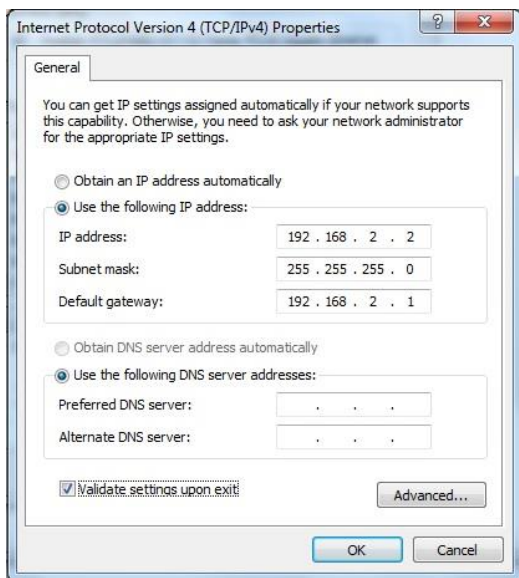 Internet Protocol Version 4 (TCP/IPv4) Properties
General
You can get IP settings assigned automatically if your network supports
this capability. Otherwise, you need to ask your network administrator
for the appropriate IP settings.
Obtain an IP address automatically
Use the following IP address:
IP address: 192 . 168 . 2 . 2
Subnet mask: 255 . 255 . 255 . 0
Default gateway: 192 . 168 . 2 . 1
Obtain DNS server address automatically
Use the following DNS server addresses:
Preferred DNS server: . . .
Alternate DNS server: . . .
Validate settings upon exit
Advanced...
OK Cancel